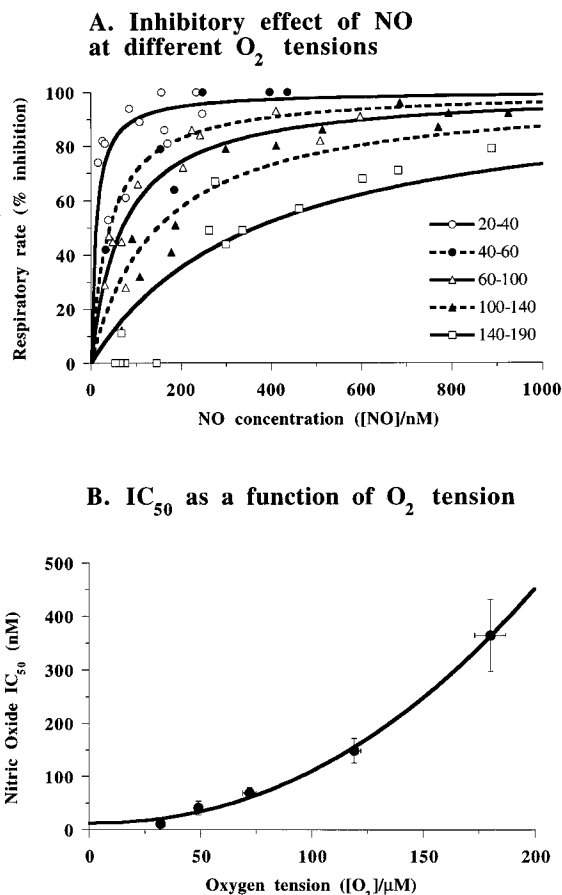 A. Inhibitory effect of NO
at different O₂ tensions
Respiratory rate (% inhibition)
100
80
60
40
20
0
20-40
40-60
60-100
100-140
140-190
0 200 400 600 800 1000
NO concentration ([NO]/nM)
B. IC₅₀ as a function of O₂ tension
Nitric Oxide IC₅₀ (nM)
500
400
300
200
100
0
0 50 100 150 200
Oxygen tension ([O₂]/μM)